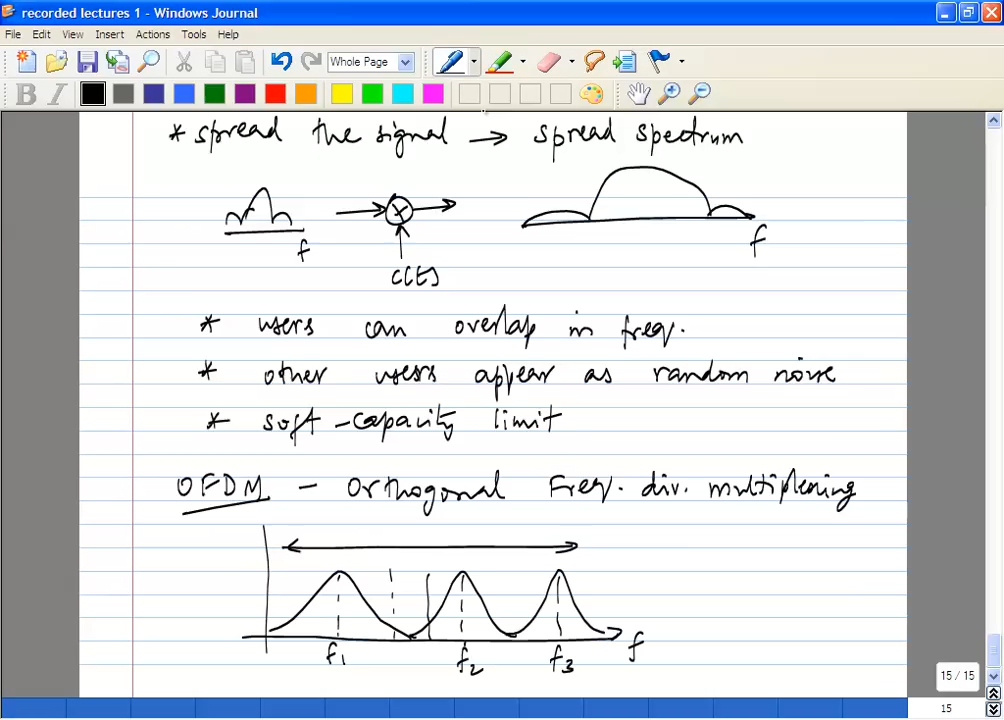 recorded lectures 1 - Windows Journal
File Edit View Insert Actions Tools Help
Whole Page
B I
* spread the signal → spread spectrum
f
c(t)
f
* users can overlap in freq.
* other users appear as random noise
* soft-capacity limit
OFDM - Orthogonal Freq. div. multiplexing
f1 f2 f3 f
15 / 15
15